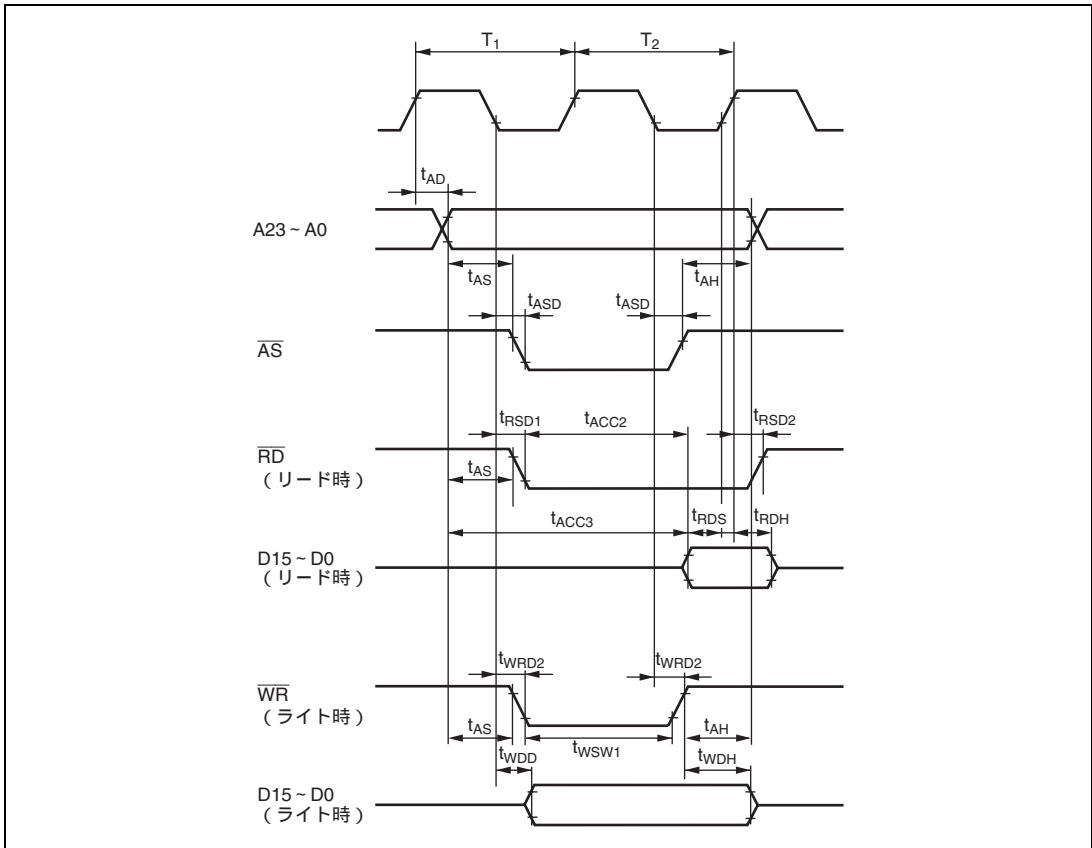 T1 T2
tAD
A23 ~ A0
tAS tAH
tASD tASD
AS
tRSD1 tACC2 tRSD2
RD
(リード時)
tAS
tACC3 tRDS tRDH
D15 ~ D0
(リード時)
tWRD2 tWRD2
WR
(ライト時)
tAS tWSW1 tAH
tWDD tWDH
D15 ~ D0
(ライト時)